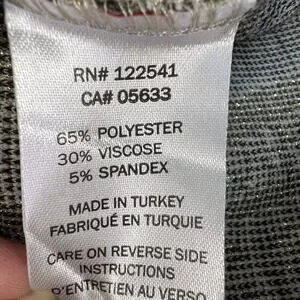 RN# 122541
CA# 05633
65% POLYESTER
30% VISCOSE
5% SPANDEX
MADE IN TURKEY
FABRIQUÉ EN TURQUIE
CARE ON REVERSE SIDE
INSTRUCTIONS
D'ENTRETIEN AU VERSO